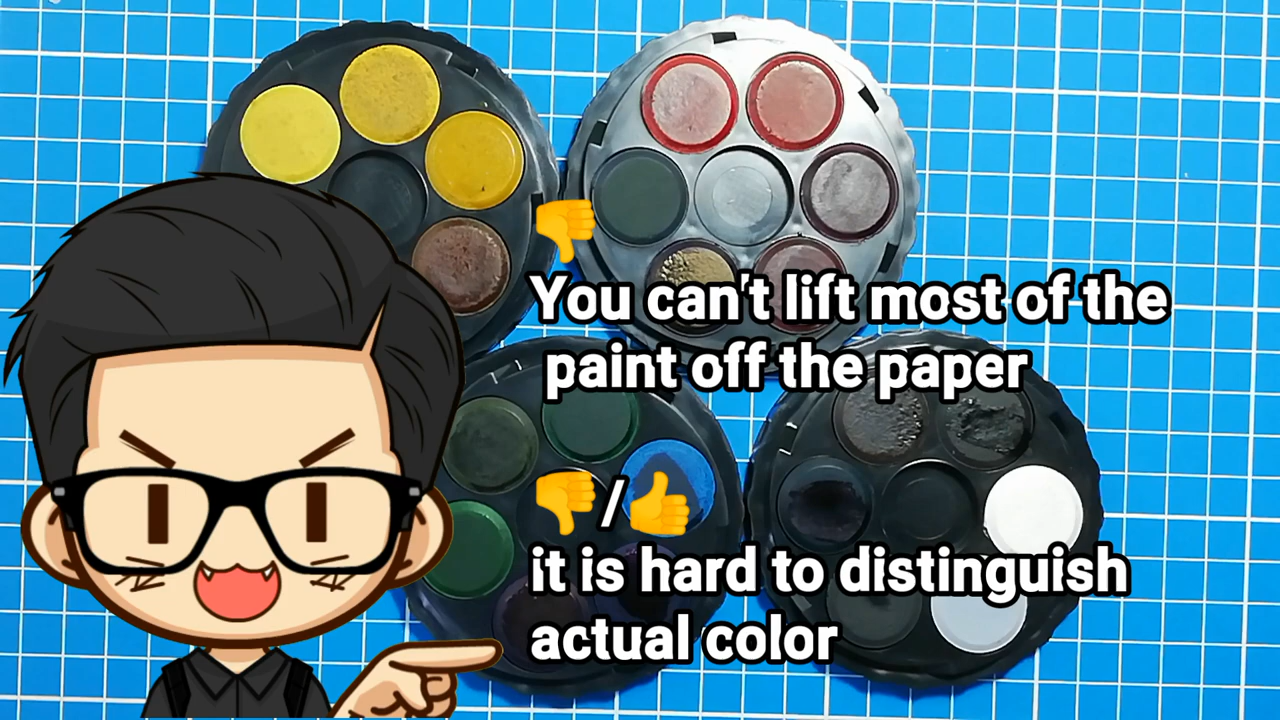 You can't lift most of the
paint off the paper
/
it is hard to distinguish
actual color